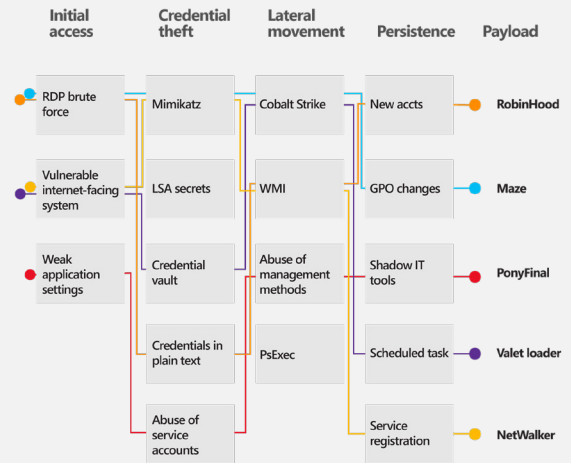 Initial
access
Credential
theft
Lateral
movement
Persistence
Payload
RDP brute
force
Mimikatz
Cobalt Strike
New accts
RobinHood
Vulnerable
internet-facing
system
LSA secrets
WMI
GPO changes
Maze
Weak
application
settings
Credential
vault
Abuse of
management
methods
Shadow IT
tools
PonyFinal
Credentials in
plain text
PsExec
Scheduled task
Valet loader
Abuse of
service
accounts
Service
registration
NetWalker